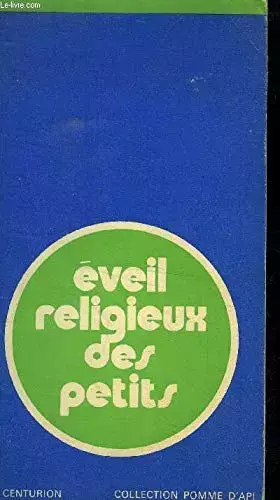 Le-livre.com
éveil
religieux
des
petits
CENTURION COLLECTION POMME D'API